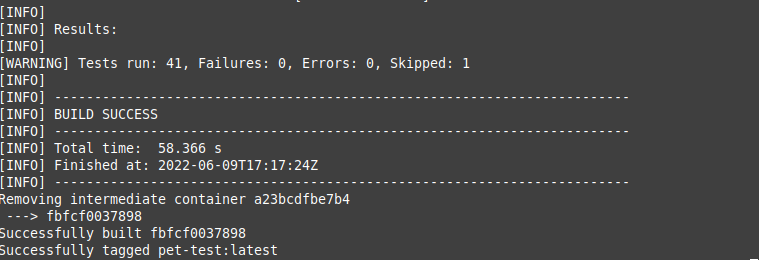 [INFO]
[INFO] Results:
[INFO]
[WARNING] Tests run: 41, Failures: 0, Errors: 0, Skipped: 1
[INFO]
[INFO] ------------------------------------------------------------------------
[INFO] BUILD SUCCESS
[INFO] ------------------------------------------------------------------------
[INFO] Total time:  58.366 s
[INFO] Finished at: 2022-06-09T17:17:24Z
[INFO] ------------------------------------------------------------------------
Removing intermediate container a23bcdfbe7b4
 ---> fbfcf0037898
Successfully built fbfcf0037898
Successfully tagged pet-test:latest